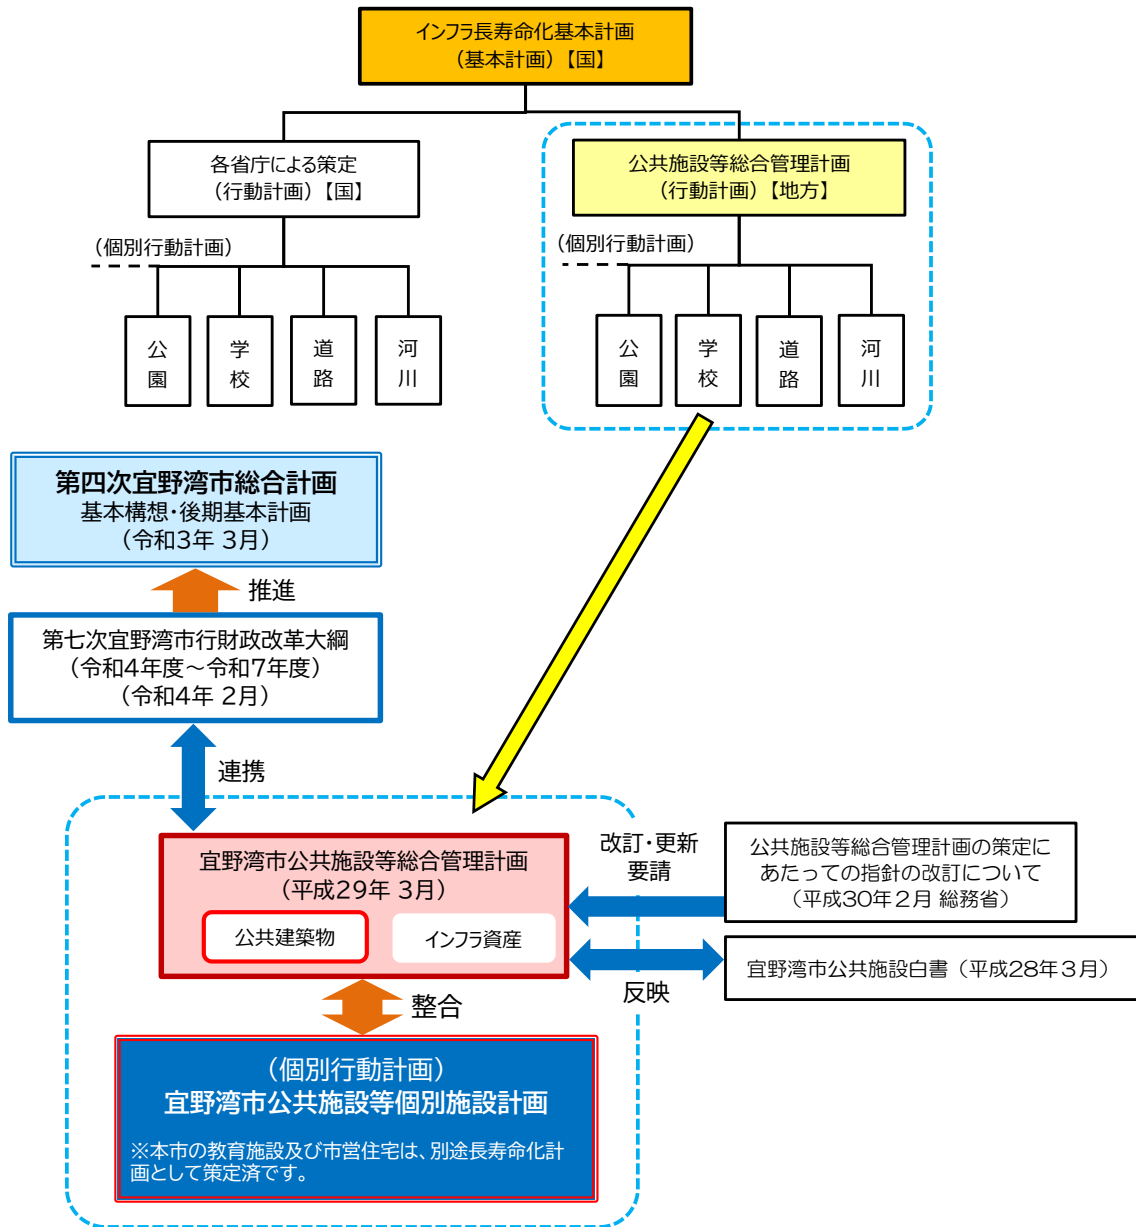 インフラ長寿命化基本計画
（基本計画）【国】
各省庁による策定
（行動計画）【国】
公共施設等総合管理計画
（行動計画）【地方】
（個別行動計画）
（個別行動計画）
公園
学校
道路
河川
公園
学校
道路
河川
第四次宜野湾市総合計画
基本構想・後期基本計画
（令和3年 3月）
推進
第七次宜野湾市行財政改革大綱
（令和4年度～令和7年度）
（令和4年 2月）
連携
宜野湾市公共施設等総合管理計画
（平成29年 3月）
公共建築物
インフラ資産
改訂・更新
要請
公共施設等総合管理計画の策定に
あたっての指針の改訂について
（平成30年2月 総務省）
宜野湾市公共施設白書（平成28年3月）
反映
整合
（個別行動計画）
宜野湾市公共施設等個別施設計画
※本市の教育施設及び市営住宅は、別途長寿命化計
画として策定済です。